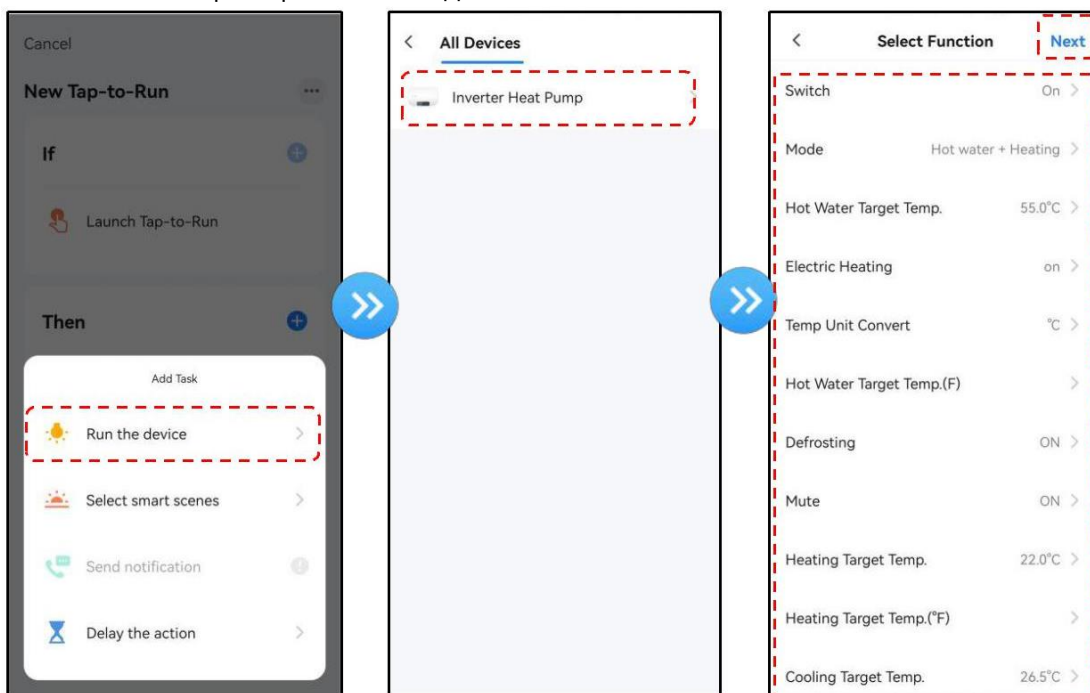 Cancel
New Tap-to-Run
If
Launch Tap-to-Run
Then
Add Task
Run the device
Select smart scenes
Send notification
Delay the action
All Devices
Inverter Heat Pump
Select Function Next
Switch On
Mode Hot water + Heating
Hot Water Target Temp. 55.0°C
Electric Heating on
Temp Unit Convert °C
Hot Water Target Temp.(F)
Defrosting ON
Mute ON
Heating Target Temp. 22.0°C
Heating Target Temp.(°F)
Cooling Target Temp. 26.5°C